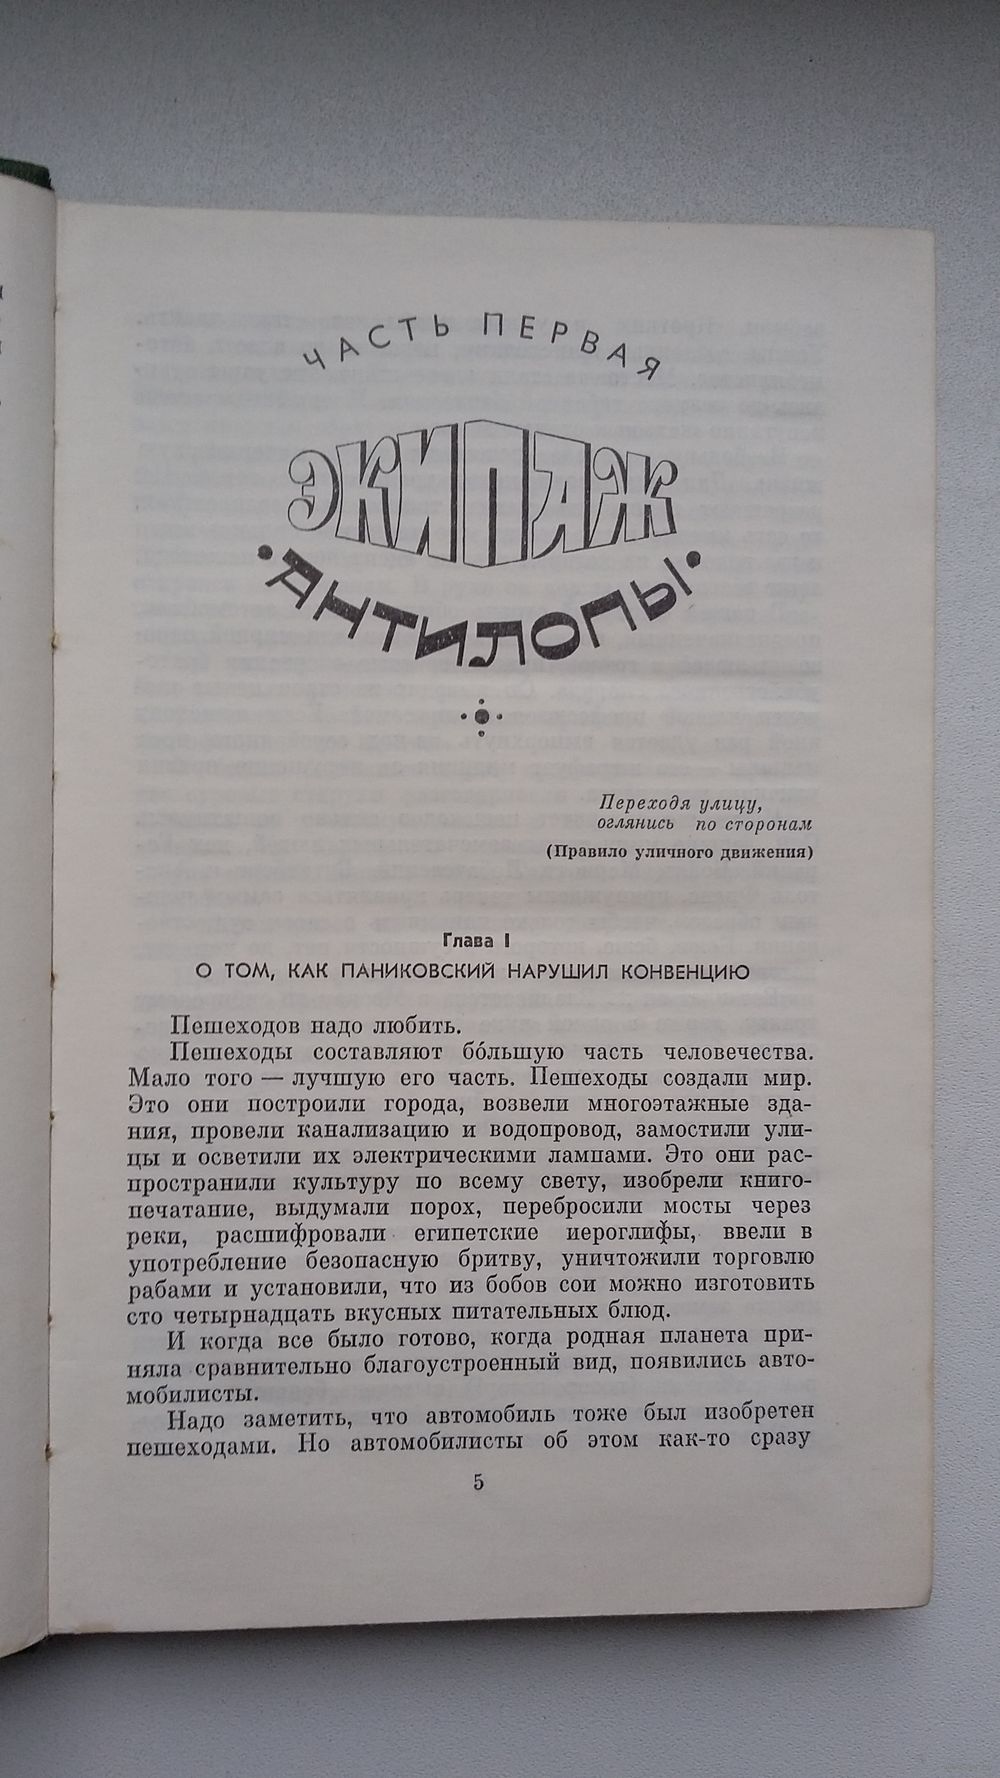 ЧАСТЬ ПЕРВАЯ
ЭКИПАЖ
АНТИЛОПЫ
Переходя улицу,
оглянись по сторонам
(Правило уличного движения)
Глава I
О ТОМ, КАК ПАНИКОВСКИЙ НАРУШИЛ КОНВЕНЦИЮ
Пешеходов надо любить.
Пешеходы составляют бо́льшую часть человечества.
Мало того — лучшую его часть. Пешеходы создали мир.
Это они построили города, возвели многоэтажные зда-
ния, провели канализацию и водопровод, замостили ули-
цы и осветили их электрическими лампами. Это они рас-
пространили культуру по всему свету, изобрели книго-
печатание, выдумали порох, перебросили мосты через
реки, расшифровали египетские иероглифы, ввели в
употребление безопасную бритву, уничтожили торговлю
рабами и установили, что из бобов сои можно изготовить
сто четырнадцать вкусных питательных блюд.
И когда все было готово, когда родная планета при-
няла сравнительно благоустроенный вид, появились авто-
мобилисты.
Надо заметить, что автомобиль тоже был изобретен
пешеходами. Но автомобилисты об этом как-то сразу
5